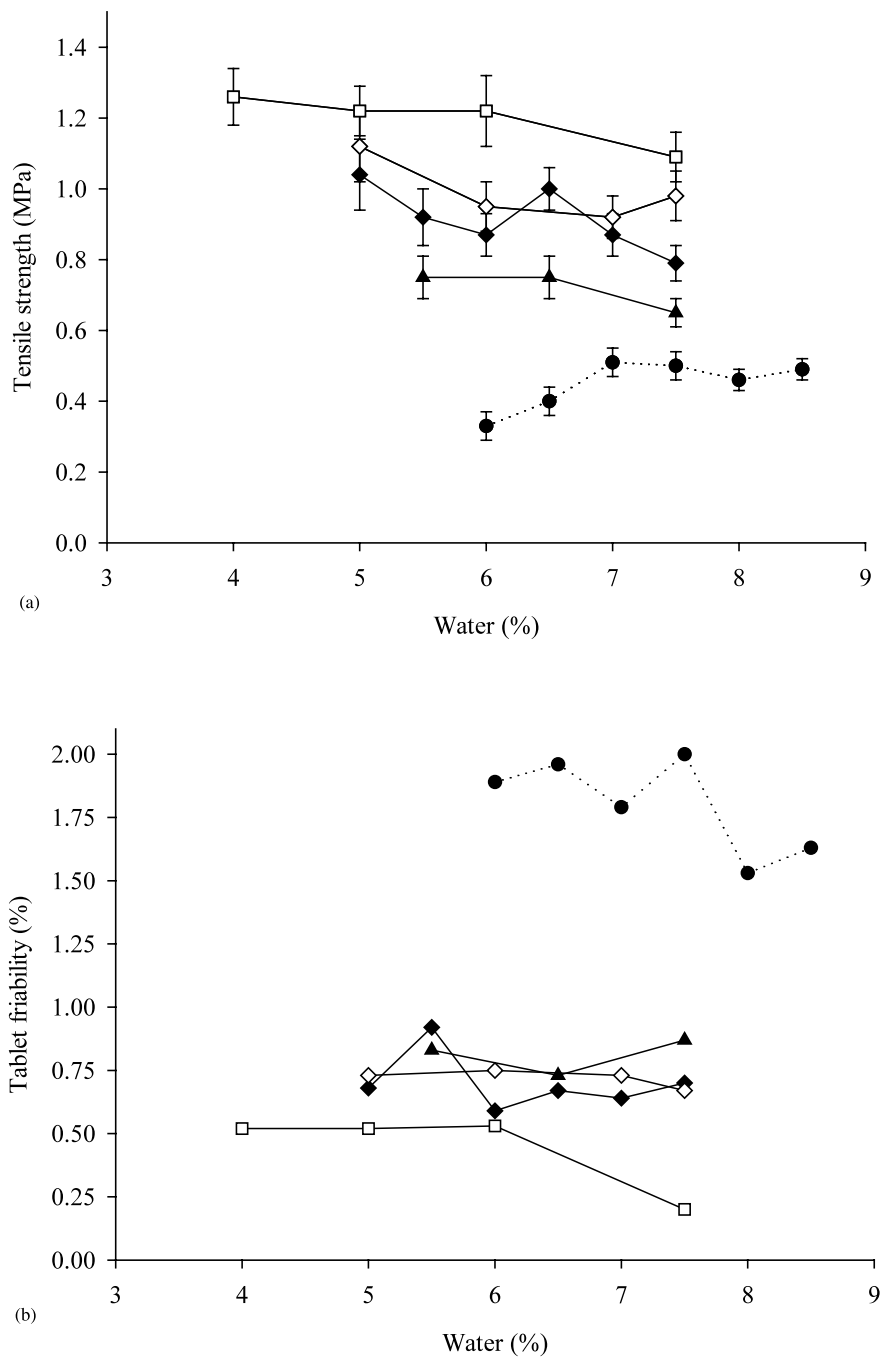 1.4
1.2
1.0
0.8
0.6
0.4
0.2
0.0
Tensile strength (MPa)
3 4 5 6 7 8 9
(a)
Water (%)
2.00
1.75
1.50
1.25
1.00
0.75
0.50
0.25
0.00
Tablet friability (%)
3 4 5 6 7 8 9
(b)
Water (%)